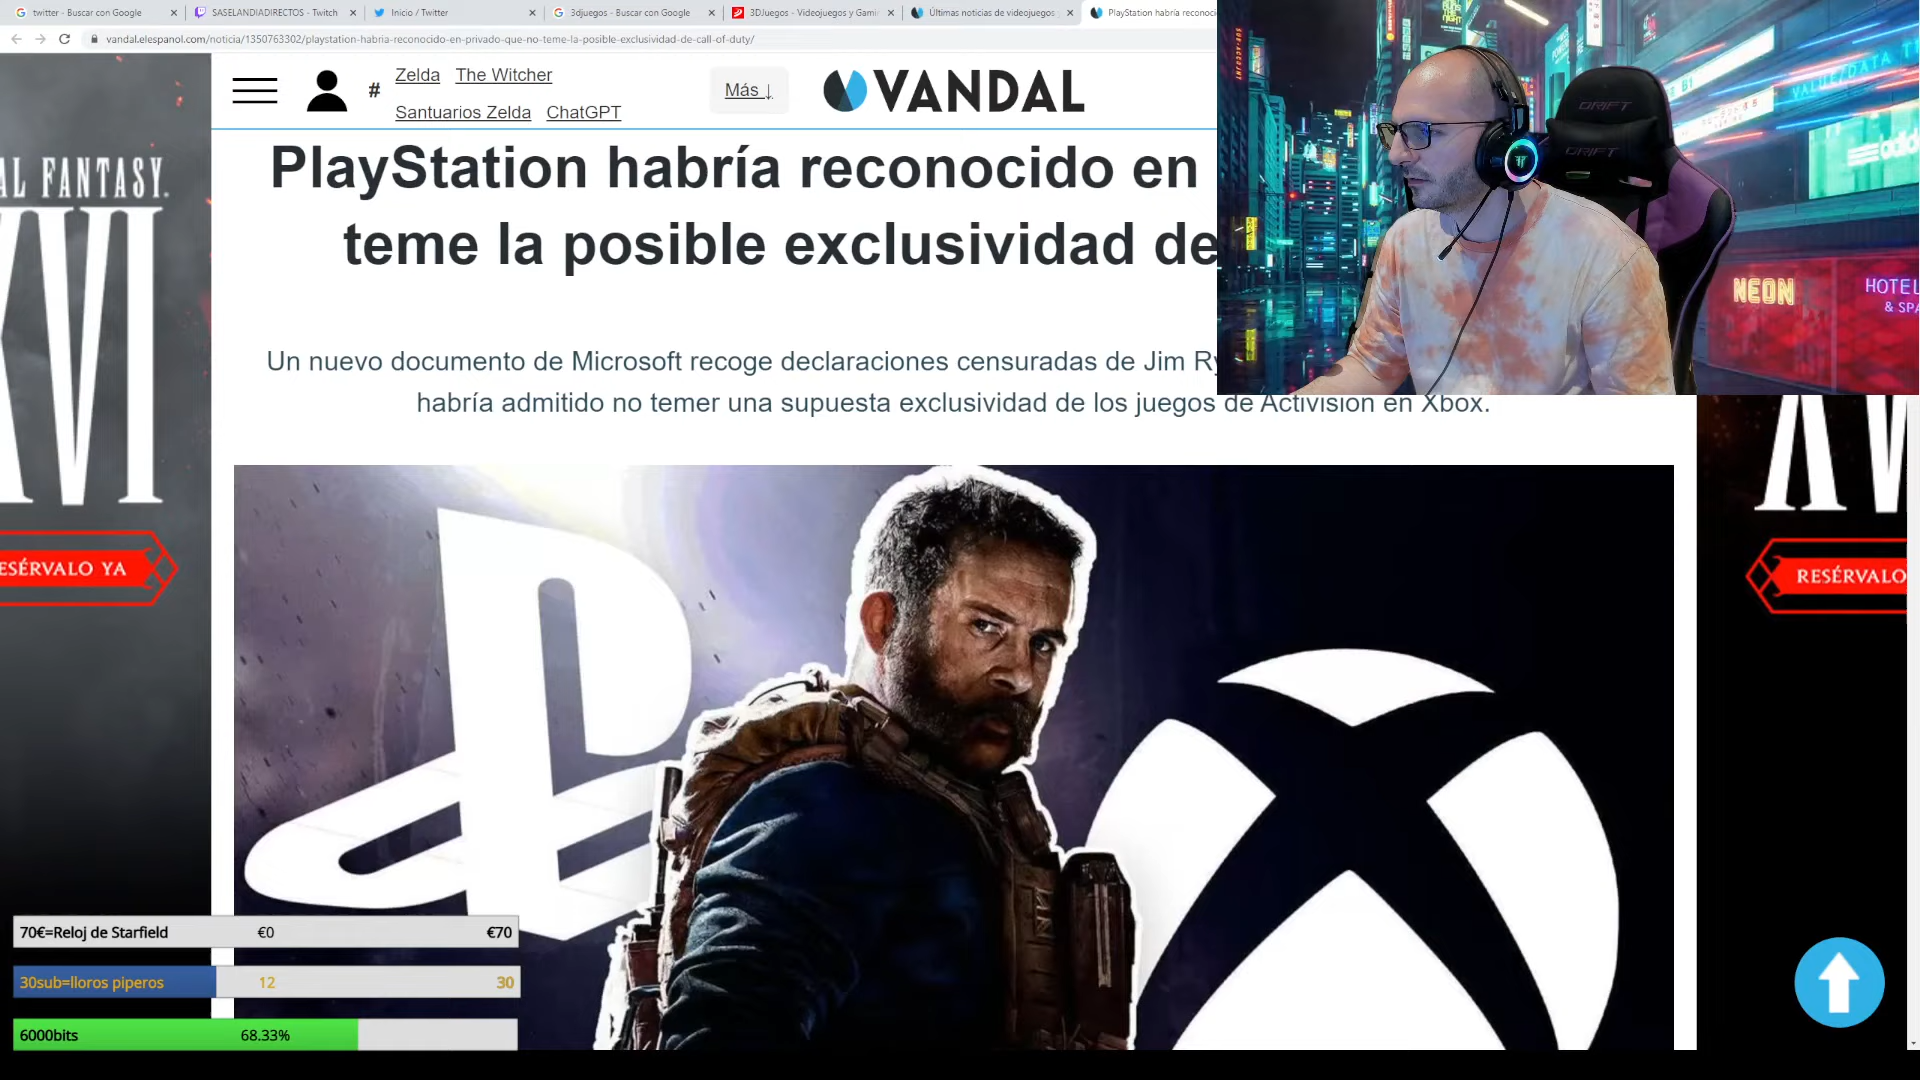 twitter - Buscar con Google
SASELANDIADIRECTOS - Twitch
Inicio / Twitter
3djuegos - Buscar con Google
3DJuegos - Videojuegos y Gami
Últimas noticias de videojuegos
PlayStation habría reconoci
vandal.elespanol.com/noticia/1350763302/playstation-habria-reconocido-en-privado-que-no-teme-la-posible-exclusividad-de-call-of-duty/
# Zelda The Witcher
Santuarios Zelda ChatGPT
Más ↓
VANDAL
PlayStation habría reconocido en
teme la posible exclusividad de
Un nuevo documento de Microsoft recoge declaraciones censuradas de Jim Ry
habría admitido no temer una supuesta exclusividad de los juegos de Activision en Xbox.
AL FANTASY.
XVI
ESÉRVALO YA
XV
RESÉRVALO
DRIFT
DRIFT
NEON
HOTEL
& SPA
adid
70€=Reloj de Starfield €0 €70
30sub=lloros piperos 12 30
6000bits 68.33%